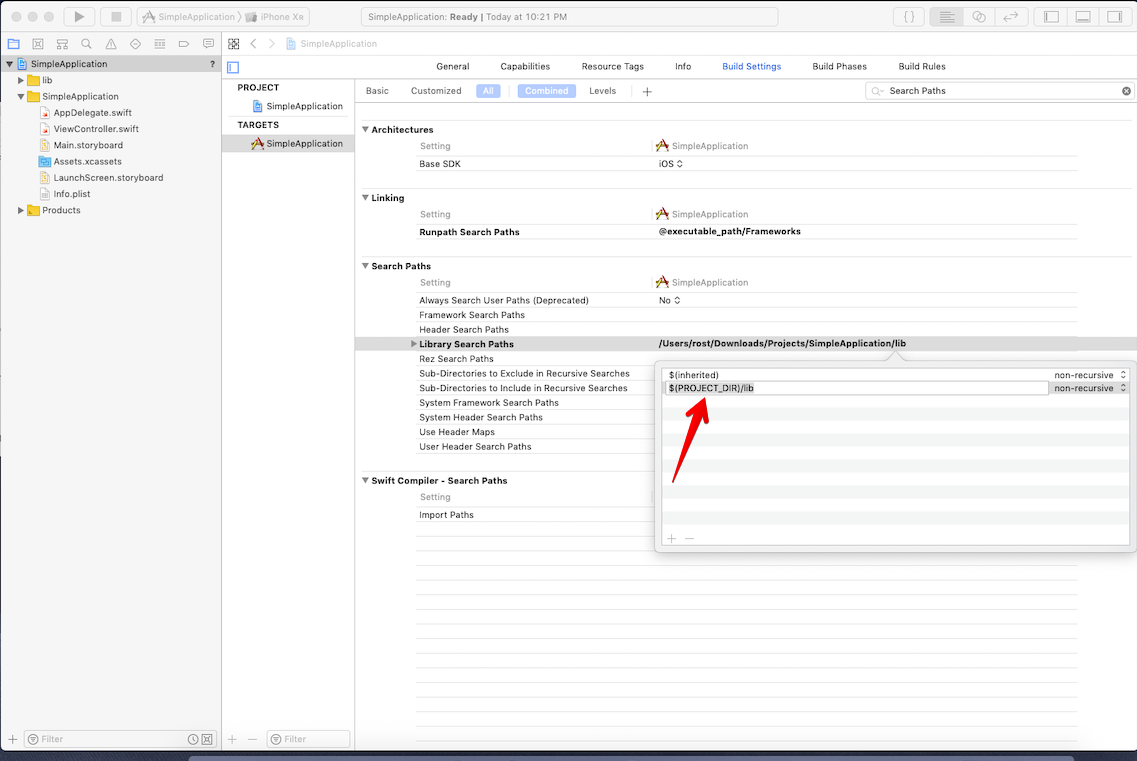 SimpleApplication iPhone Xʀ
SimpleApplication: Ready | Today at 10:21 PM
{ }
SimpleApplication ?
lib
SimpleApplication
AppDelegate.swift
ViewController.swift
Main.storyboard
Assets.xcassets
LaunchScreen.storyboard
Info.plist
Products
Filter
SimpleApplication
General Capabilities Resource Tags Info Build Settings Build Phases Build Rules
PROJECT
SimpleApplication
TARGETS
SimpleApplication
Filter
Basic Customized All Combined Levels + Search Paths
Architectures
Setting SimpleApplication
Base SDK iOS
Linking
Setting SimpleApplication
Runpath Search Paths @executable_path/Frameworks
Search Paths
Setting SimpleApplication
Always Search User Paths (Deprecated) No
Framework Search Paths
Header Search Paths
Library Search Paths /Users/rost/Downloads/Projects/SimpleApplication/lib
Rez Search Paths
Sub-Directories to Exclude in Recursive Searches
Sub-Directories to Include in Recursive Searches
System Framework Search Paths
System Header Search Paths
Use Header Maps
User Header Search Paths
$(inherited) non-recursive
$(PROJECT_DIR)/lib non-recursive
Swift Compiler - Search Paths
Setting
Import Paths